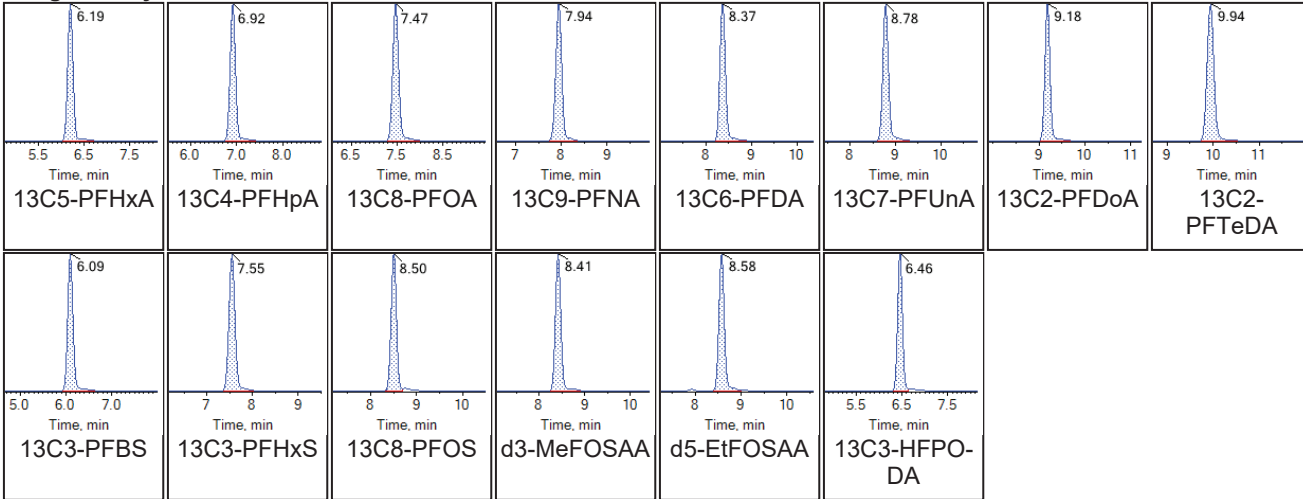 6.19
5.5 6.5 7.5
Time, min
13C5-PFHxA
6.92
6.0 7.0 8.0
Time, min
13C4-PFHpA
7.47
6.5 7.5 8.5
Time, min
13C8-PFOA
7.94
7 8 9
Time, min
13C9-PFNA
8.37
8 9 10
Time, min
13C6-PFDA
8.78
8 9 10
Time, min
13C7-PFUnA
9.18
9 10 11
Time, min
13C2-PFDoA
9.94
9 10 11
Time, min
13C2-
PFTeDA
6.09
5.0 6.0 7.0
Time, min
13C3-PFBS
7.55
7 8 9
Time, min
13C3-PFHxS
8.50
8 9 10
Time, min
13C8-PFOS
8.41
8 9 10
Time, min
d3-MeFOSAA
8.58
8 9 10
Time, min
d5-EtFOSAA
6.46
5.5 6.5 7.5
Time, min
13C3-HFPO-
DA